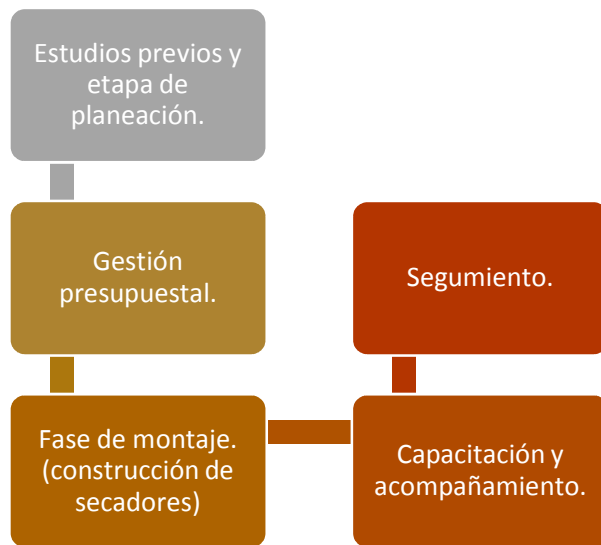 Estudios previos y
etapa de
planeación.
Gestión
presupuestal.
Fase de montaje.
(construcción de
secadores)
Capacitación y
acompañamiento.
Segumiento.